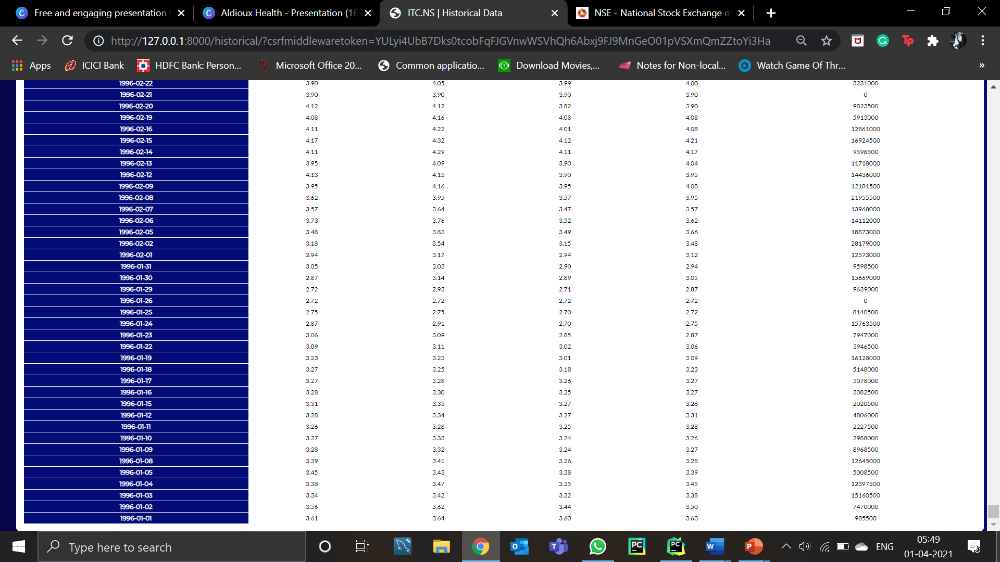 Free and engaging presentation t
Aldioux Health - Presentation (16
ITC.NS | Historical Data
NSE - National Stock Exchange o
http://127.0.0.1:8000/historical/?csrfmiddlewaretoken=YULyi4UbB7Dks0tcobFqFJGVnwWSVhQh6Abxj9FJ9MnGeO01pVSXmQmZZtoYi3Ha
Apps ICICI Bank HDFC Bank: Person... Microsoft Office 20... Common applicatio... Download Movies,... Notes for Non-local... Watch Game Of Thr... »
1996-02-22 3.90 4.05 3.99 4.00 3231000
1996-02-21 3.90 3.90 3.90 3.90 0
1996-02-20 4.12 4.12 3.82 3.90 9823500
1996-02-19 4.08 4.16 4.08 4.08 5913000
1996-02-16 4.11 4.22 4.01 4.08 12861000
1996-02-15 4.17 4.32 4.12 4.21 16924500
1996-02-14 4.11 4.29 4.11 4.17 9598500
1996-02-13 3.95 4.09 3.90 4.04 11718000
1996-02-12 4.13 4.13 3.90 3.95 14436000
1996-02-09 3.95 4.16 3.95 4.08 12181500
1996-02-08 3.62 3.95 3.57 3.95 21955500
1996-02-07 3.57 3.64 3.47 3.57 13968000
1996-02-06 3.73 3.76 3.52 3.62 14112000
1996-02-05 3.48 3.83 3.49 3.66 18873000
1996-02-02 3.18 3.54 3.15 3.48 28179000
1996-02-01 2.94 3.17 2.94 3.12 12573000
1996-01-31 3.05 3.03 2.90 2.94 9598500
1996-01-30 2.87 3.14 2.89 3.05 15669000
1996-01-29 2.72 2.93 2.71 2.87 9639000
1996-01-26 2.72 2.72 2.72 2.72 0
1996-01-25 2.75 2.75 2.70 2.72 8140500
1996-01-24 2.87 2.91 2.70 2.75 15763500
1996-01-23 3.06 3.09 2.85 2.87 7947000
1996-01-22 3.09 3.11 3.02 3.06 3946500
1996-01-19 3.23 3.23 3.01 3.09 16128000
1996-01-18 3.27 3.25 3.18 3.23 5148000
1996-01-17 3.27 3.28 3.26 3.27 3078000
1996-01-16 3.28 3.30 3.25 3.27 3082500
1996-01-15 3.31 3.33 3.27 3.28 2020500
1996-01-12 3.28 3.34 3.27 3.31 4806000
1996-01-11 3.26 3.28 3.25 3.28 2227500
1996-01-10 3.27 3.33 3.24 3.26 2988000
1996-01-09 3.28 3.32 3.24 3.27 8968500
1996-01-08 3.39 3.41 3.26 3.28 12645000
1996-01-05 3.45 3.43 3.38 3.39 5008500
1996-01-04 3.38 3.47 3.35 3.45 12397500
1996-01-03 3.34 3.42 3.32 3.38 15160500
1996-01-02 3.56 3.62 3.44 3.50 7470000
1996-01-01 3.61 3.64 3.60 3.63 985500
Type here to search
ENG
05:49
01-04-2021